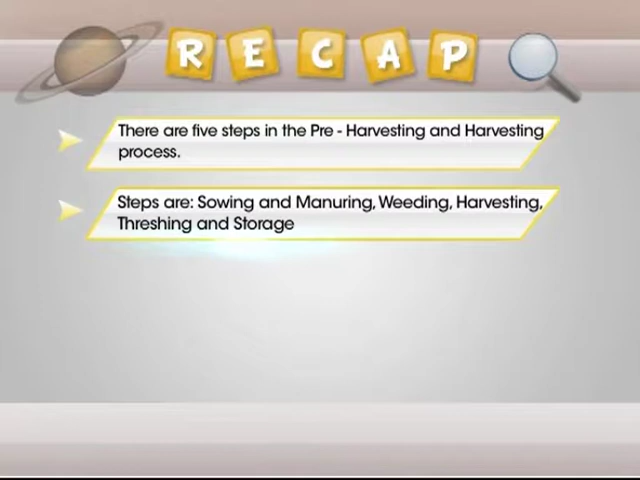 RECAP
There are five steps in the Pre - Harvesting and Harvesting
process.
Steps are: Sowing and Manuring, Weeding, Harvesting,
Threshing and Storage